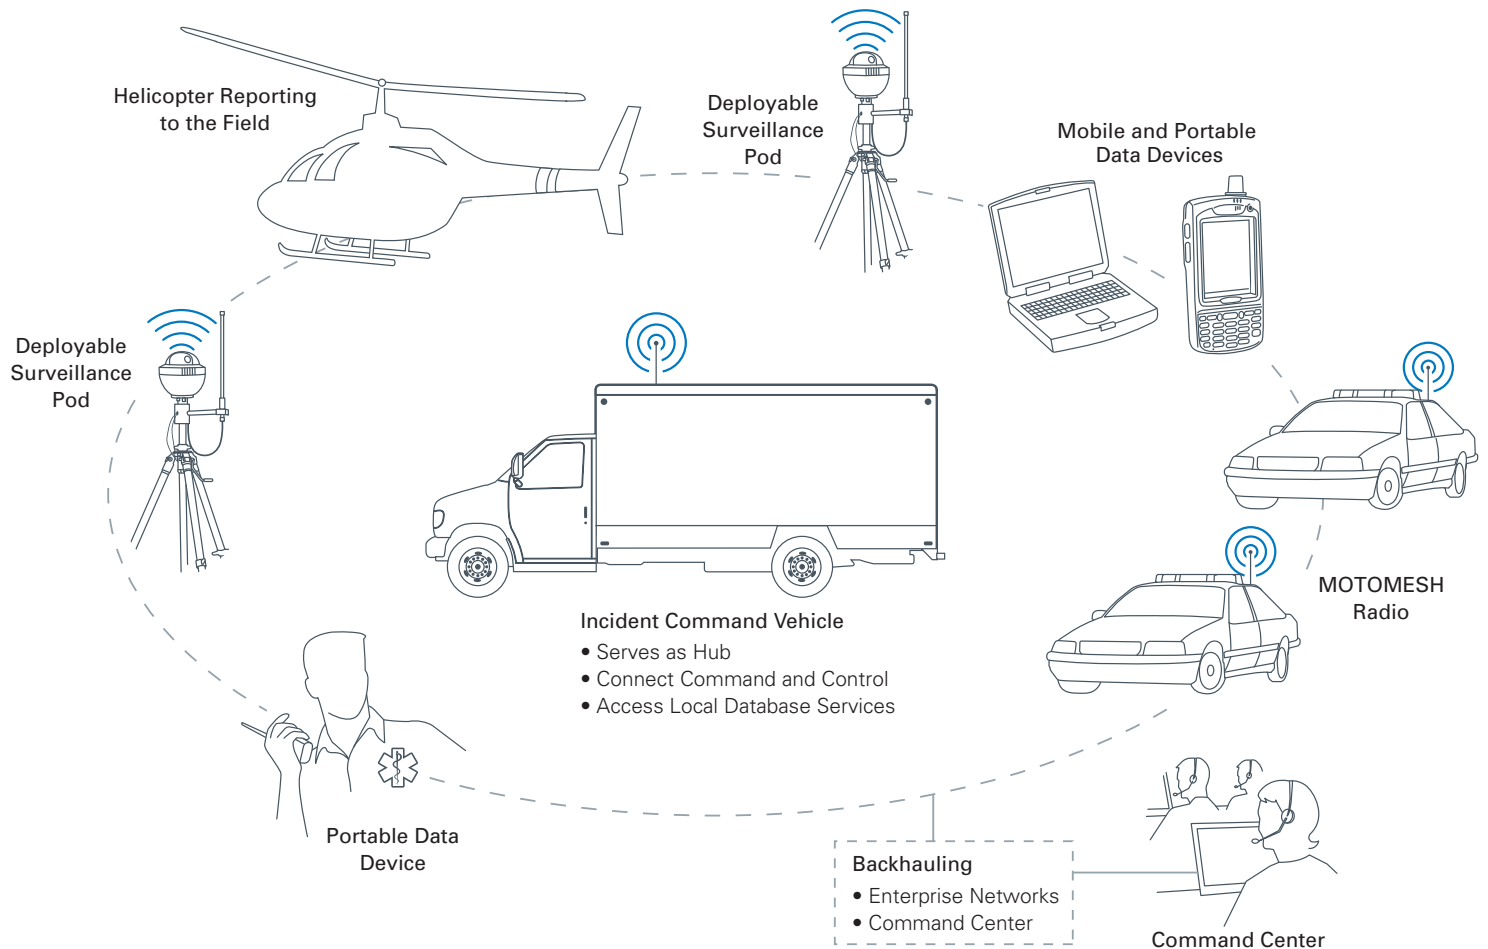 Helicopter Reporting
to the Field
Deployable
Surveillance
Pod
Mobile and Portable
Data Devices
Deployable
Surveillance
Pod
MOTOMESH
Radio
Incident Command Vehicle
• Serves as Hub
• Connect Command and Control
• Access Local Database Services
Portable Data
Device
Backhauling
• Enterprise Networks
• Command Center
Command Center